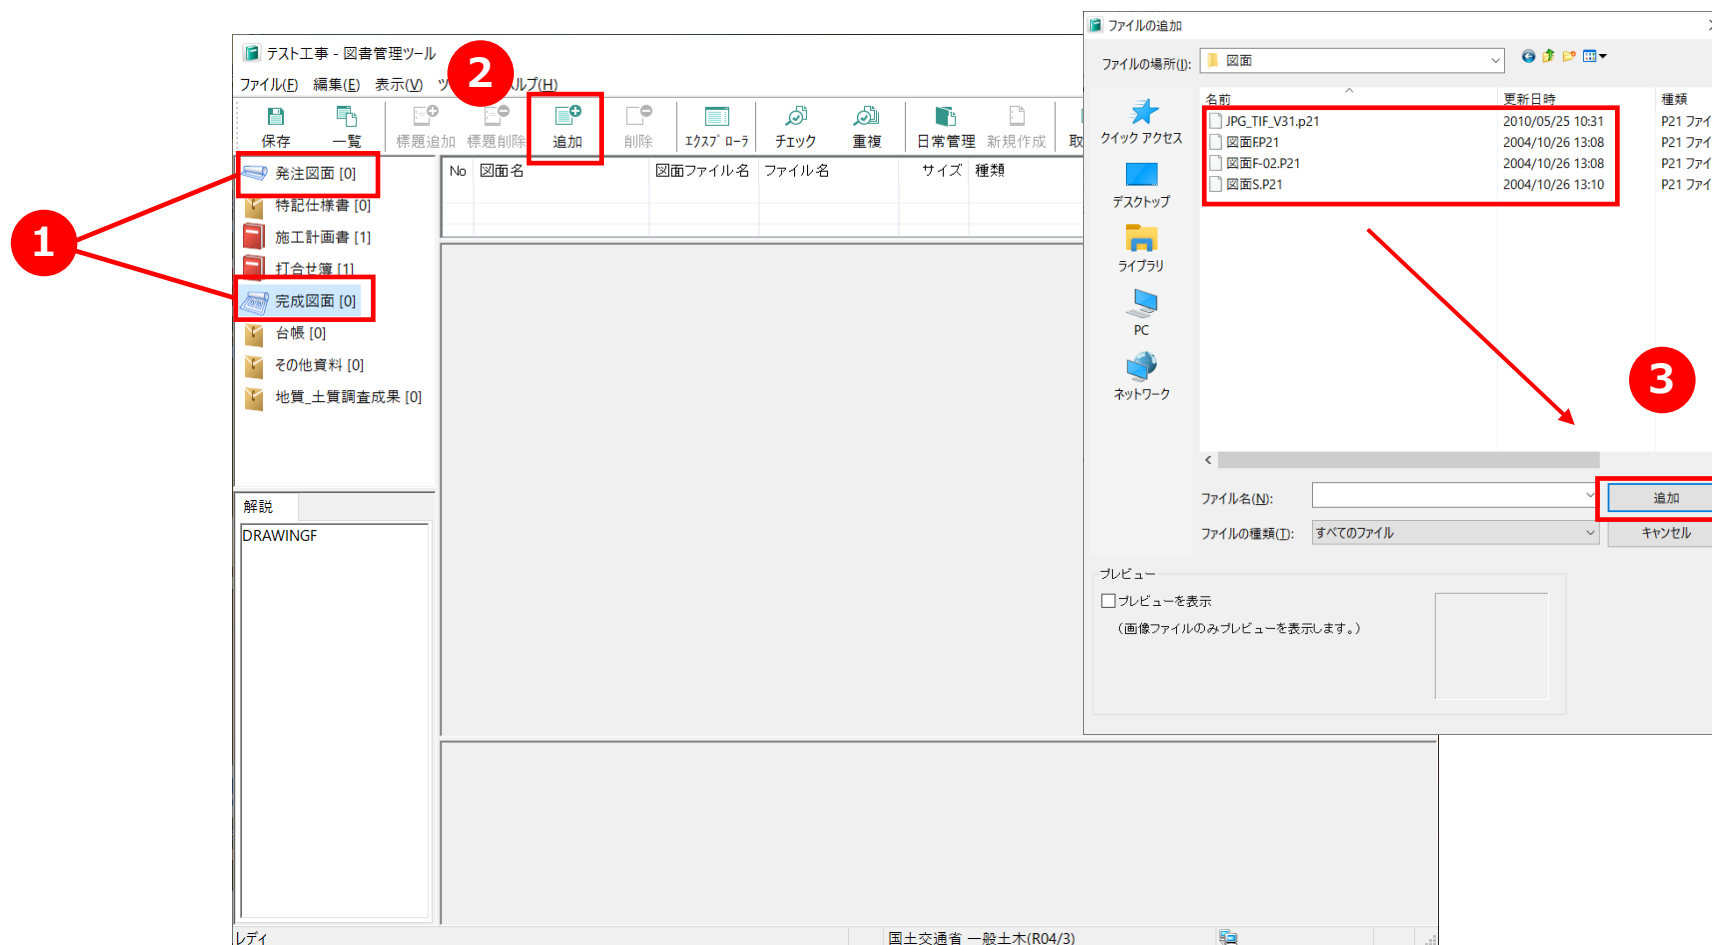 ファイルの追加
ファイルの場所(I):
図面
名前
更新日時
種類
JPG_TIF_V31.p21
2010/05/25 10:31
P21 ファイ
図面F.P21
2004/10/26 13:08
P21 ファイ
図面F-02.P21
2004/10/26 13:08
P21 ファイ
図面S.P21
2004/10/26 13:10
P21 ファイ
クイック アクセス
デスクトップ
ライブラリ
PC
ネットワーク
3
ファイル名(N):
追加
ファイルの種類(T):
すべてのファイル
キャンセル
プレビュー
プレビューを表示
(画像ファイルのみプレビューを表示します。)
テスト工事 - 図書管理ツール
2
ファイル(F) 編集(E) 表示(V) ツ ルプ(H)
保存 一覧 標題追加 標題削除 追加 削除 エクスプローラ チェック 重複 日常管理 新規作成 取
1
発注図面 [0]
特記仕様書 [0]
施工計画書 [1]
打合せ簿 [1]
完成図面 [0]
台帳 [0]
その他資料 [0]
地質_土質調査成果 [0]
No 図面名 図面ファイル名 ファイル名 サイズ 種類
解説
DRAWINGF
レディ
国土交通省 一般土木(R04/3)